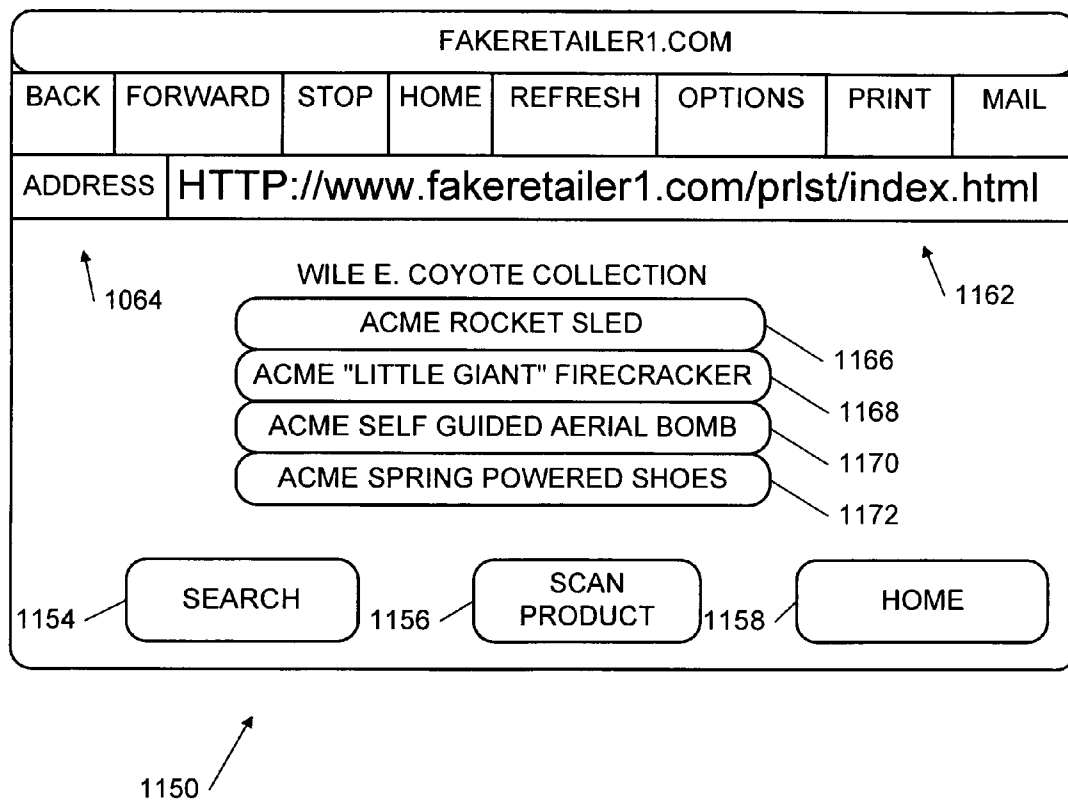 FAKERETAILER1.COM
BACK FORWARD STOP HOME REFRESH OPTIONS PRINT MAIL
ADDRESS HTTP://www.fakeretailer1.com/prlst/index.html
1064
WILE E. COYOTE COLLECTION
1162
ACME ROCKET SLED
1166
ACME "LITTLE GIANT" FIRECRACKER
1168
ACME SELF GUIDED AERIAL BOMB
1170
ACME SPRING POWERED SHOES
1172
1154
SEARCH
1156
SCAN
PRODUCT
1158
HOME
1150